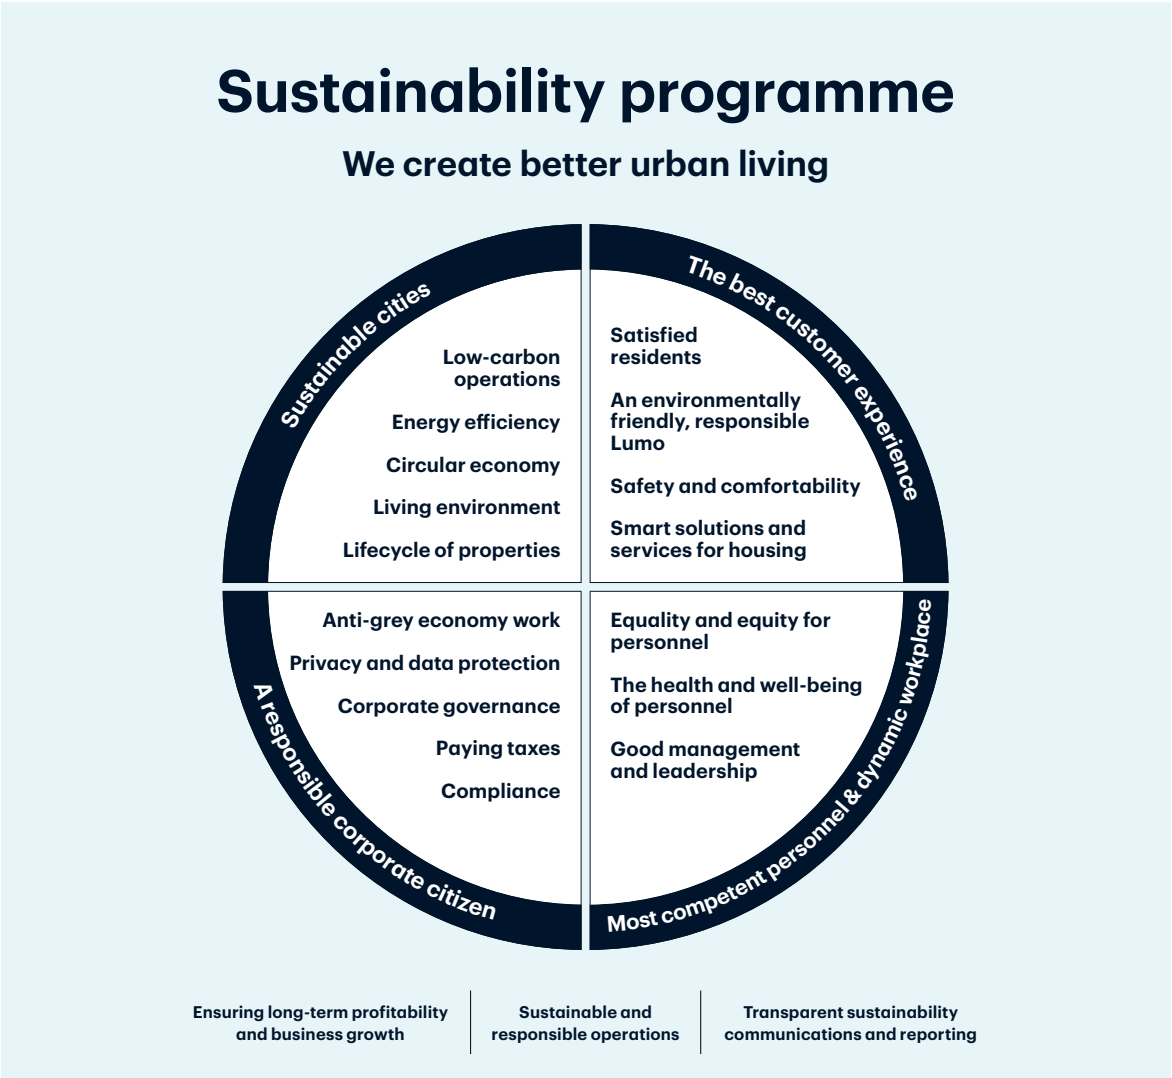 Sustainability programme
We create better urban living
Sustainable cities
Low-carbon
operations
Energy efficiency
Circular economy
Living environment
Lifecycle of properties
The best customer experience
Satisfied
residents
An environmentally
friendly, responsible
Lumo
Safety and comfortability
Smart solutions and
services for housing
A responsible corporate citizen
Anti-grey economy work
Privacy and data protection
Corporate governance
Paying taxes
Compliance
Most competent personnel & dynamic workplace
Equality and equity for
personnel
The health and well-being
of personnel
Good management
and leadership
Ensuring long-term profitability
and business growth
Sustainable and
responsible operations
Transparent sustainability
communications and reporting